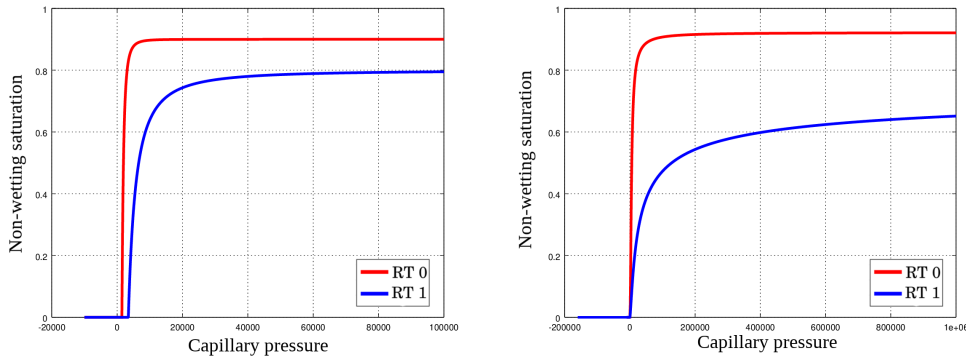 1
0.8
0.6
0.4
0.2
0
-20000 0 20000 40000 60000 80000 100000
Non-wetting saturation
Capillary pressure
RT 0
RT 1
1
0.8
0.6
0.4
0.2
0
-200000 0 200000 400000 600000 800000 1e+06
Non-wetting saturation
Capillary pressure
RT 0
RT 1